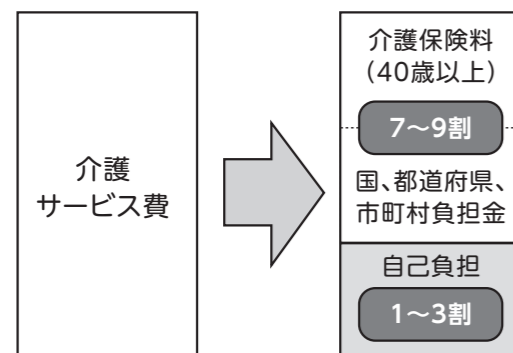 介護
サービス費
介護保険料
（40歳以上）
7〜9割
国、都道府県、
市町村負担金
自己負担
1〜3割